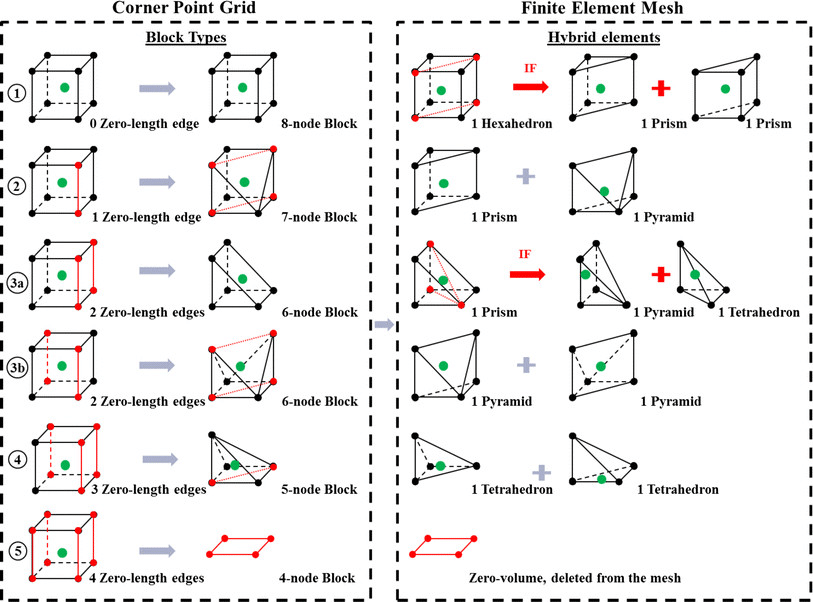 Corner Point Grid
Finite Element Mesh
Block Types
Hybrid elements
1
0 Zero-length edge
8-node Block
IF
1 Hexahedron
1 Prism
1 Prism
2
1 Zero-length edge
7-node Block
1 Prism
1 Pyramid
3a
2 Zero-length edges
6-node Block
IF
1 Prism
1 Pyramid
1 Tetrahedron
3b
2 Zero-length edges
6-node Block
1 Pyramid
1 Pyramid
4
3 Zero-length edges
5-node Block
1 Tetrahedron
1 Tetrahedron
5
4 Zero-length edges
4-node Block
Zero-volume, deleted from the mesh